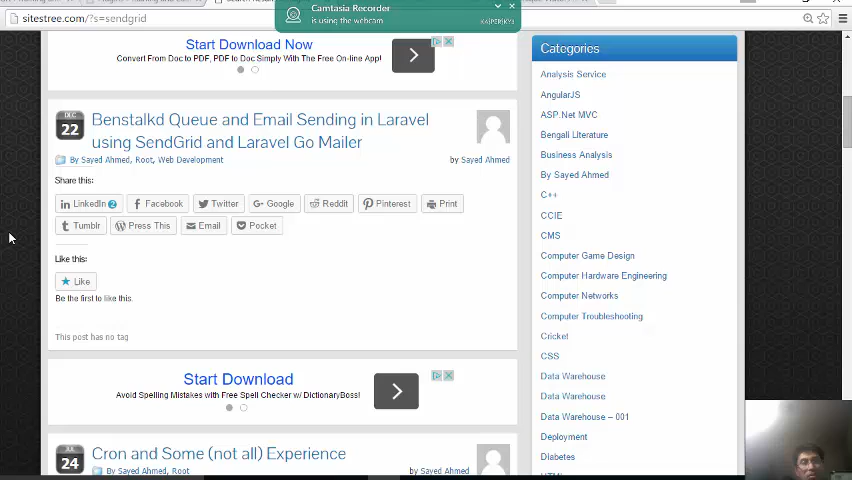 Camtasia Recorder
is using the webcam
KASPERSKY
sitestree.com/?s=sendgrid
Start Download Now
Convert From Doc to PDF, PDF to Doc Simply With The Free On-line App!
DEC
22
Benstalkd Queue and Email Sending in Laravel
using SendGrid and Laravel Go Mailer
By Sayed Ahmed, Root, Web Development
by Sayed Ahmed
Share this:
in LinkedIn 2
Facebook
Twitter
Google
Reddit
Pinterest
Print
Tumblr
Press This
Email
Pocket
Like this:
Like
Be the first to like this.
This post has no tag
Start Download
Avoid Spelling Mistakes with Free Spell Checker w/ DictionaryBoss!
24
Cron and Some (not all) Experience
By Sayed Ahmed, Root
by Sayed Ahmed
Categories
Analysis Service
AngularJS
ASP.Net MVC
Bengali Literature
Business Analysis
By Sayed Ahmed
C++
CCIE
CMS
Computer Game Design
Computer Hardware Engineering
Computer Networks
Computer Troubleshooting
Cricket
CSS
Data Warehouse
Data Warehouse
Data Warehouse – 001
Deployment
Diabetes